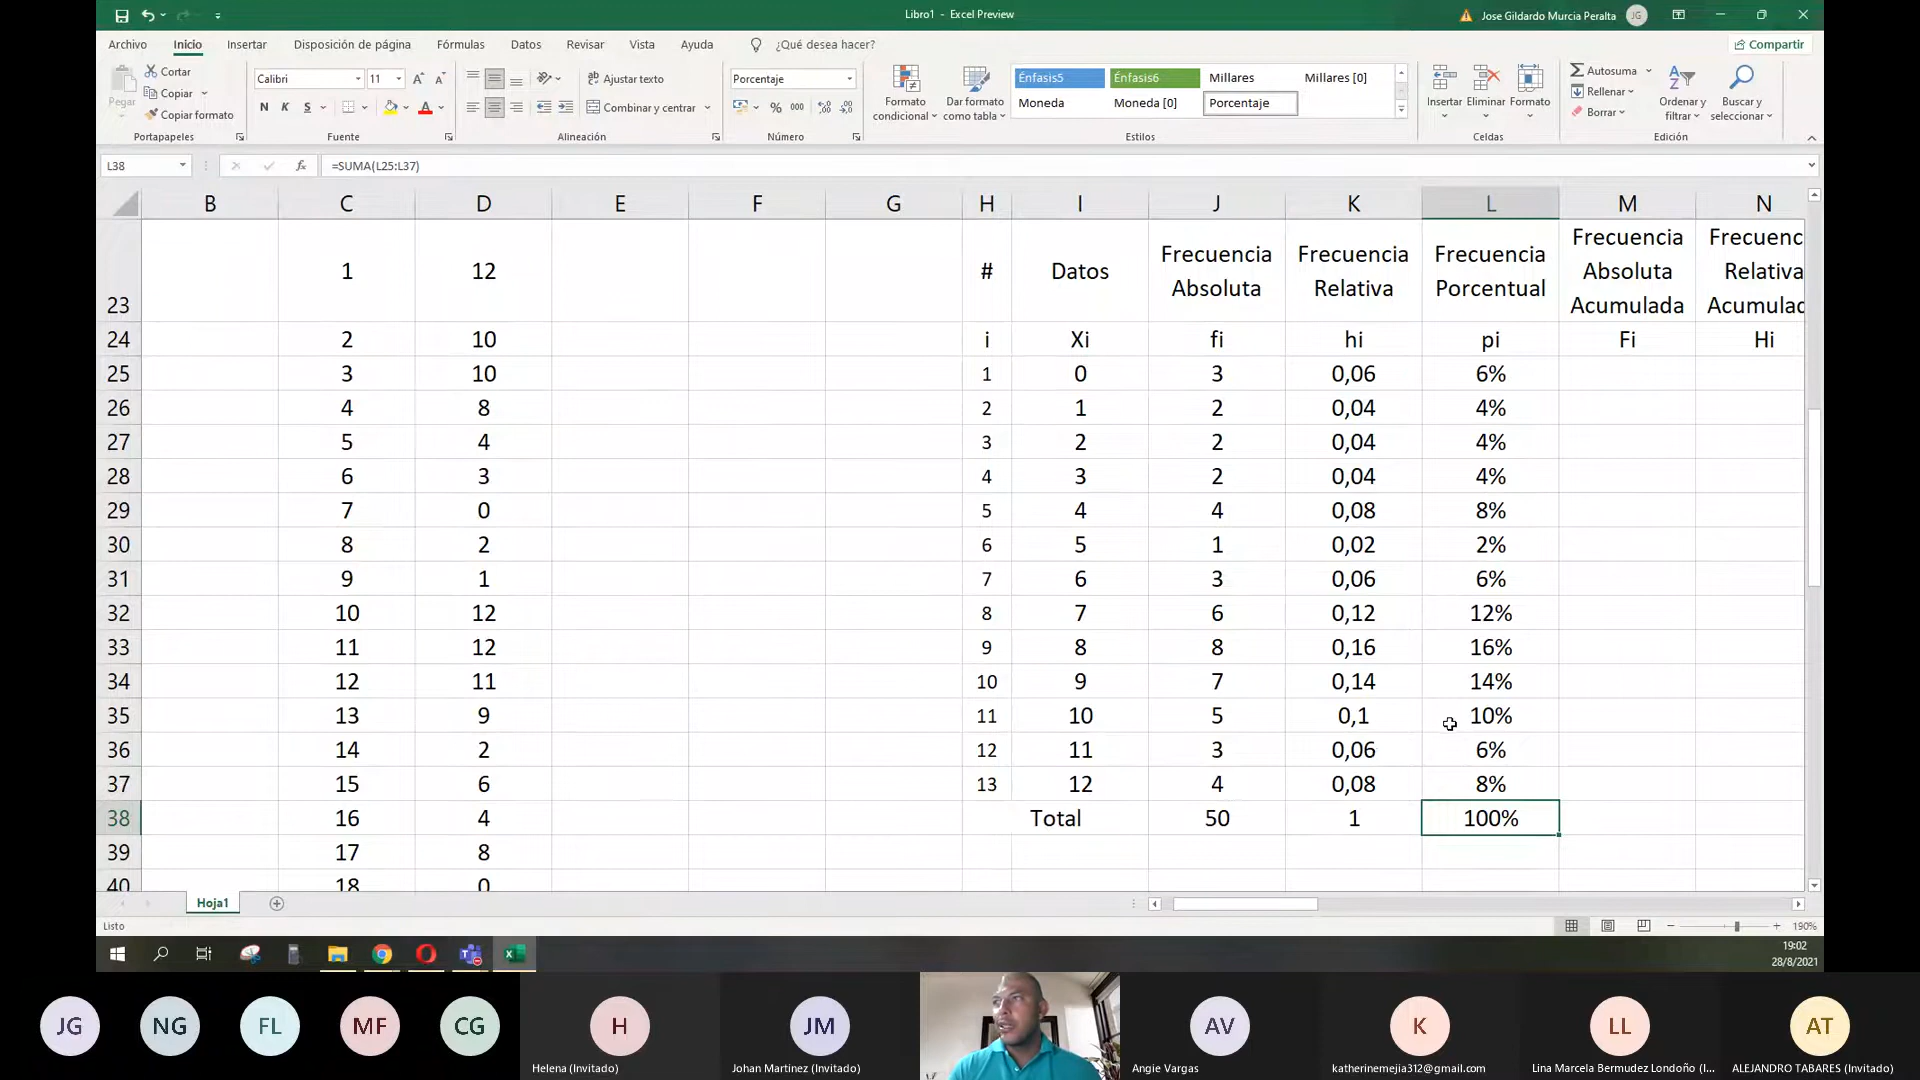 Libro1 - Excel Preview
Jose Gildardo Murcia Peralta
JG
Archivo Inicio Insertar Disposición de página Fórmulas Datos Revisar Vista Ayuda ¿Qué desea hacer? Compartir
Pegar
Cortar
Copiar
Copiar formato
Portapapeles
Calibri 11
N K S
Fuente
Ajustar texto
Combinar y centrar
Alineación
Porcentaje
% 000
Número
Formato condicional
Dar formato como tabla
Énfasis5 Énfasis6 Millares Millares [0]
Moneda Moneda [0] Porcentaje
Estilos
Insertar Eliminar Formato
Celdas
Autosuma
Rellenar
Borrar
Ordenar y filtrar
Buscar y seleccionar
Edición
L38 fx =SUMA(L25:L37)
B C D E F G H I J K L M N
23 1 12 # Datos Frecuencia Absoluta Frecuencia Relativa Frecuencia Porcentual Frecuencia Absoluta Acumulada Frecuenc Relativa Acumulac
24 2 10 i Xi fi hi pi Fi Hi
25 3 10 1 0 3 0,06 6%
26 4 8 2 1 2 0,04 4%
27 5 4 3 2 2 0,04 4%
28 6 3 4 3 2 0,04 4%
29 7 0 5 4 4 0,08 8%
30 8 2 6 5 1 0,02 2%
31 9 1 7 6 3 0,06 6%
32 10 12 8 7 6 0,12 12%
33 11 12 9 8 8 0,16 16%
34 12 11 10 9 7 0,14 14%
35 13 9 11 10 5 0,1 10%
36 14 2 12 11 3 0,06 6%
37 15 6 13 12 4 0,08 8%
38 16 4 Total 50 1 100%
39 17 8
40 18 0
Hoja1
Listo
190%
19:02
28/8/2021
JG NG FL MF CG H JM AV K LL AT
Helena (Invitado)
Johan Martinez (Invitado)
Angie Vargas
katherinemejia312@gmail.com
Lina Marcela Bermudez Londoño (I...
ALEJANDRO TABARES (Invitado)